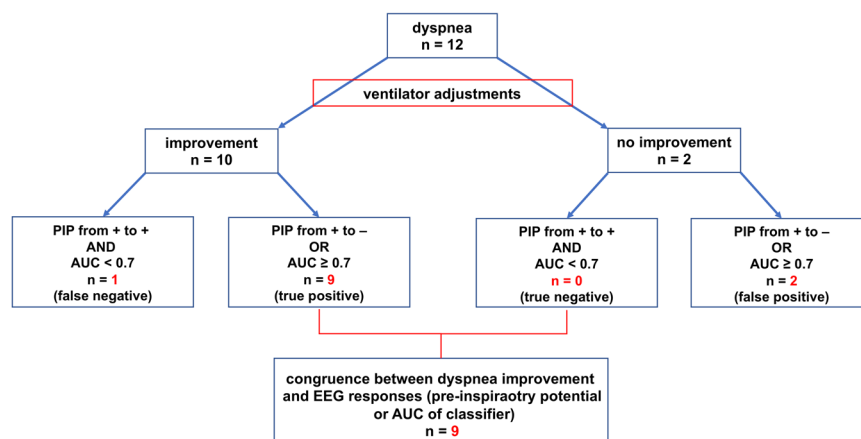 dyspnea
n = 12
ventilator adjustments
improvement
n = 10
no improvement
n = 2
PIP from + to +
AND
AUC < 0.7
n = 1
(false negative)
PIP from + to –
OR
AUC ≥ 0.7
n = 9
(true positive)
PIP from + to +
AND
AUC < 0.7
n = 0
(true negative)
PIP from + to –
OR
AUC ≥ 0.7
n = 2
(false positive)
congruence between dyspnea improvement
and EEG responses (pre-inspiraotry potential
or AUC of classifier)
n = 9